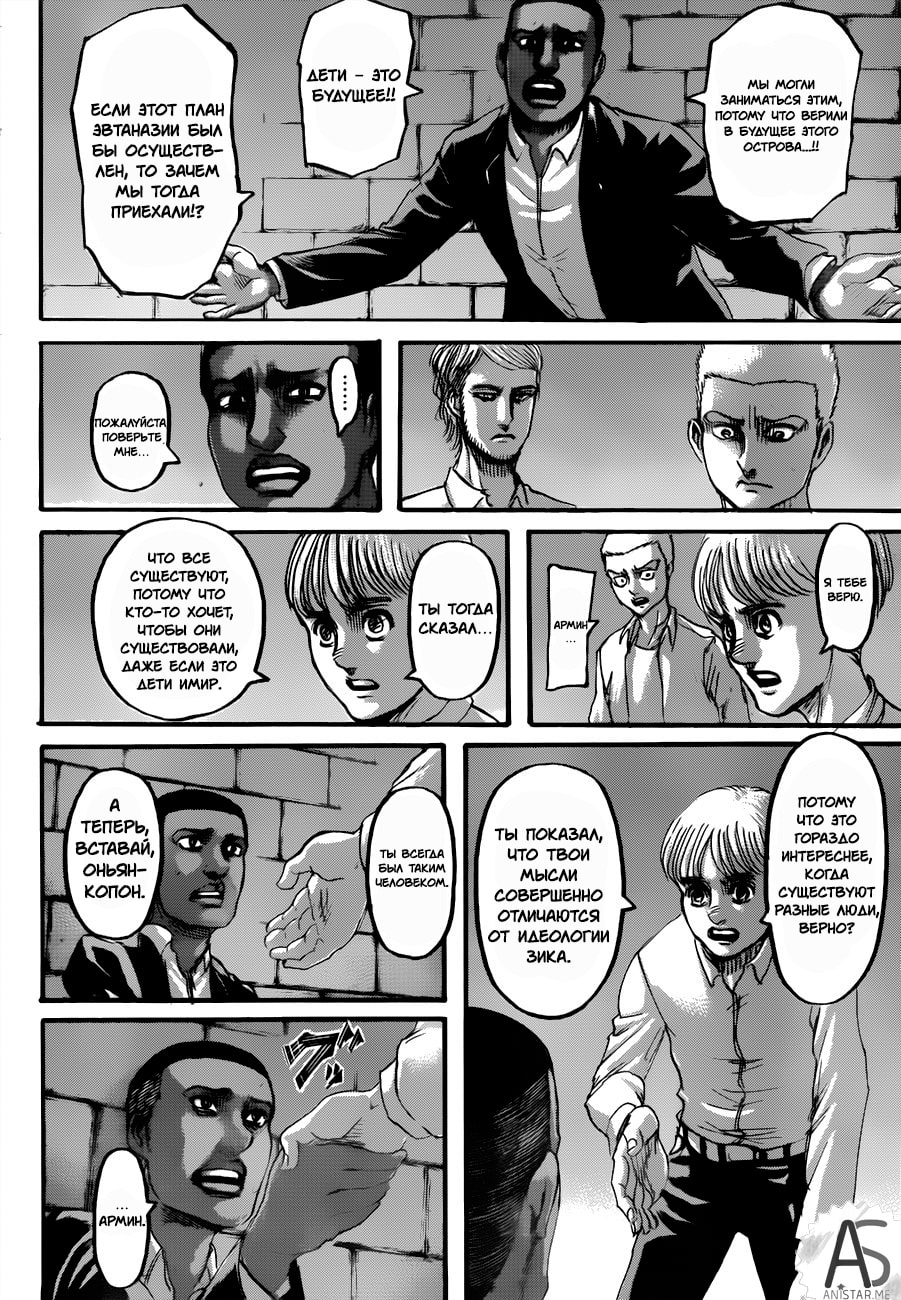 МЫ МОГЛИ
ЗАНИМАТЬСЯ ЭТИМ,
ПОТОМУ ЧТО ВЕРИЛИ
В БУДУЩЕЕ ЭТОГО
ОСТРОВА...!!
ДЕТИ - ЭТО
БУДУЩЕЕ!!
ЕСЛИ ЭТОТ ПЛАН
ЭВТАНАЗИИ БЫЛ
БЫ ОСУЩЕСТВ-
ЛЕН, ТО ЗАЧЕМ
МЫ ТОГДА
ПРИЕХАЛИ!?
......
ПОЖАЛУЙСТА
ПОВЕРЬТЕ
МНЕ...
Я ТЕБЕ
ВЕРЮ.
АРМИН
...
ТЫ ТОГДА
СКАЗАЛ...
ЧТО ВСЕ
СУЩЕСТВУЮТ,
ПОТОМУ ЧТО
КТО-ТО ХОЧЕТ,
ЧТОБЫ ОНИ
СУЩЕСТВОВАЛИ,
ДАЖЕ ЕСЛИ ЭТО
ДЕТИ ИМИР.
ПОТОМУ
ЧТО ЭТО
ГОРАЗДО
ИНТЕРЕСНЕЕ,
КОГДА
СУЩЕСТВУЮТ
РАЗНЫЕ ЛЮДИ,
ВЕРНО?
ТЫ ПОКАЗАЛ,
ЧТО ТВОИ
МЫСЛИ
СОВЕРШЕННО
ОТЛИЧАЮТСЯ
ОТ ИДЕОЛОГИИ
ЗИКА.
ТЫ ВСЕГДА
БЫЛ ТАКИМ
ЧЕЛОВЕКОМ.
А
ТЕПЕРЬ,
ВСТАВАЙ,
ОНЬЯН-
КОПОН.
...
АРМИН.
AS
ANISTAR.ME